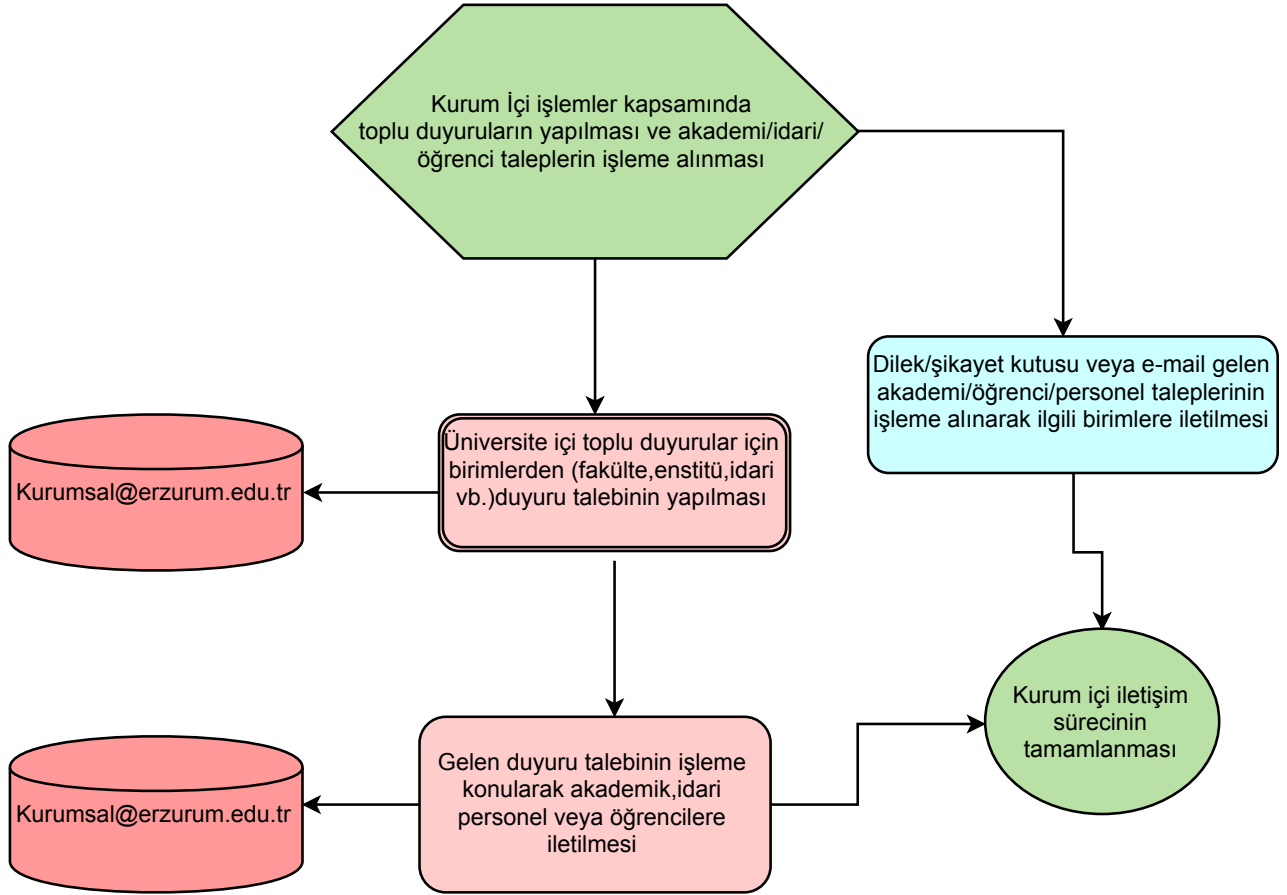 Kurum İçi işlemler kapsamında
toplu duyuruların yapılması ve akademi/idari/
öğrenci taleplerin işleme alınması
Dilek/şikayet kutusu veya e-mail gelen
akademi/öğrenci/personel taleplerinin
işleme alınarak ilgili birimlere iletilmesi
Üniversite içi toplu duyurular için
birimlerden (fakülte,enstitü,idari
vb.)duyuru talebinin yapılması
Kurumsal@erzurum.edu.tr
Kurum içi iletişim
sürecinin
tamamlanması
Gelen duyuru talebinin işleme
konularak akademik,idari
personel veya öğrencilere
iletilmesi
Kurumsal@erzurum.edu.tr